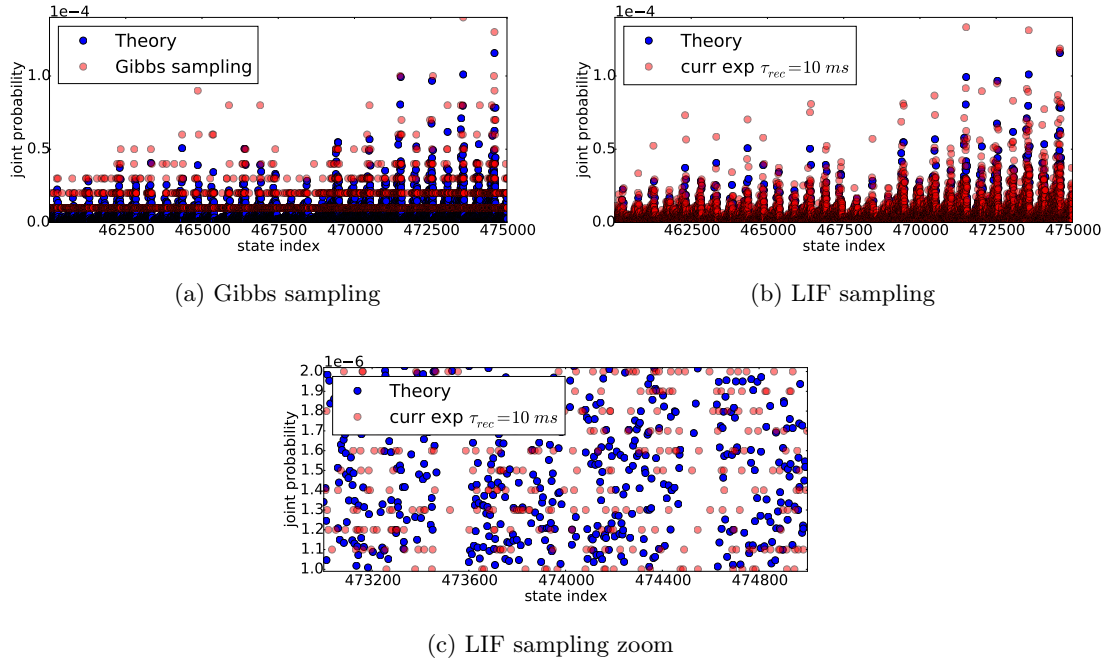 1e−4
Theory
Gibbs sampling
joint probability
1.0
0.5
0.0
462500 465000 467500 470000 472500 475000
state index
(a) Gibbs sampling
1e−4
Theory
curr exp τrec=10 ms
joint probability
1.0
0.5
0.0
462500 465000 467500 470000 472500 475000
state index
(b) LIF sampling
1e−6
Theory
curr exp τrec=10 ms
joint probability
2.0
1.9
1.8
1.7
1.6
1.5
1.4
1.3
1.2
1.1
1.0
473200 473600 474000 474400 474800
state index
(c) LIF sampling zoom